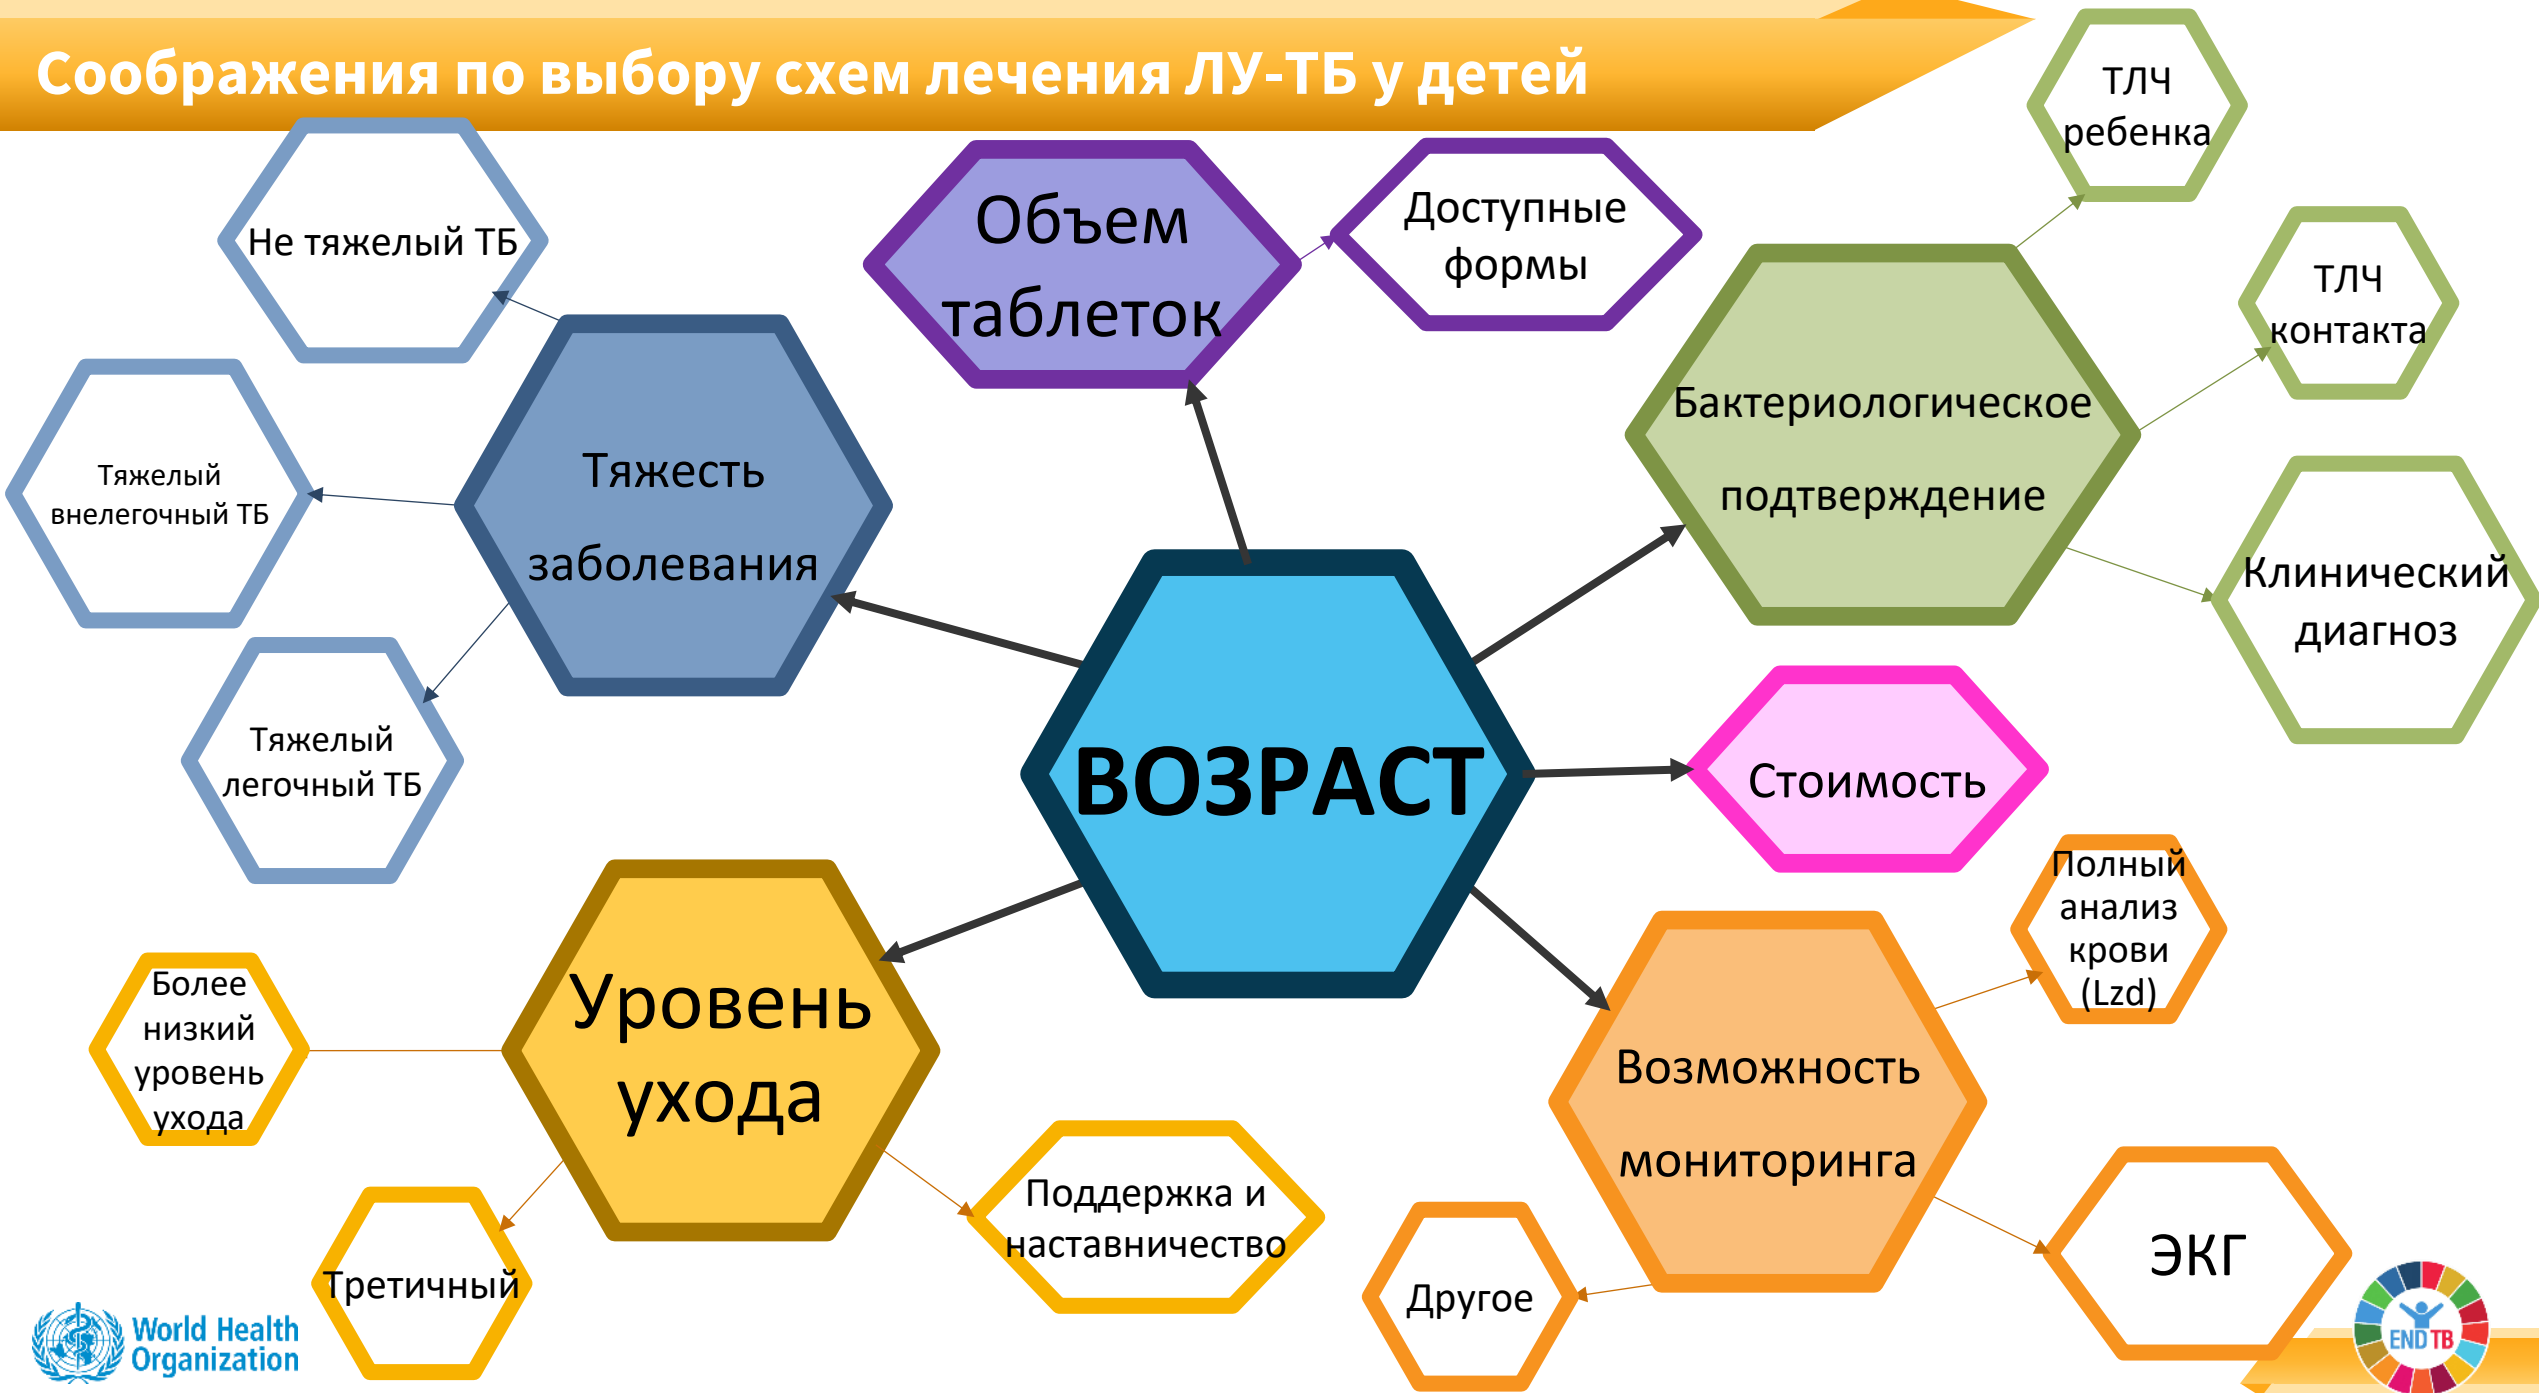 Соображения по выбору схем лечения ЛУ-ТБ у детей
ТЛЧ
ребенка
Не тяжелый ТБ
Объем
таблеток
Доступные
формы
ТЛЧ
контакта
Тяжелый
внелегочный ТБ
Тяжесть
заболевания
Бактериологическое
подтверждение
Клинический
диагноз
Тяжелый
легочный ТБ
ВОЗРАСТ
Стоимость
Полный
анализ
крови
(Lzd)
Более
низкий
уровень
ухода
Уровень
ухода
Возможность
мониторинга
Поддержка и
наставничество
Третичный
Другое
ЭКГ
World Health
Organization
END TB